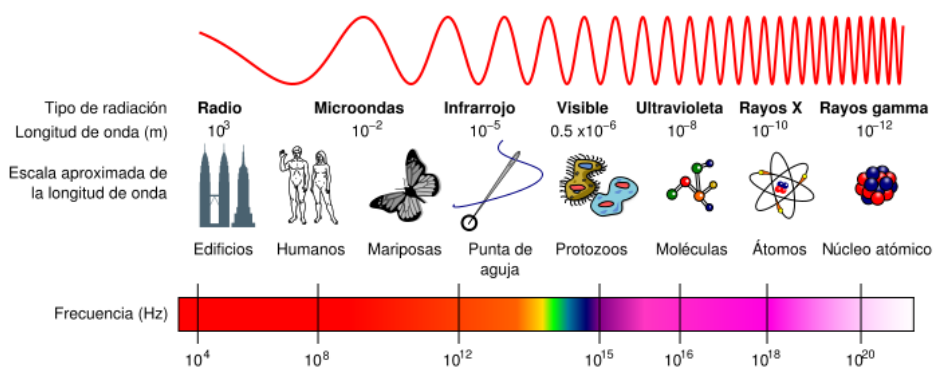 Tipo de radiación Radio Microondas Infrarrojo Visible Ultravioleta Rayos X Rayos gamma
Longitud de onda (m) 10³ 10⁻² 10⁻⁵ 0.5 x10⁻⁶ 10⁻⁸ 10⁻¹⁰ 10⁻¹²
Escala aproximada de
la longitud de onda
Edificios Humanos Mariposas Punta de Protozoos Moléculas Átomos Núcleo atómico
aguja
Frecuencia (Hz)
10⁴ 10⁸ 10¹² 10¹⁵ 10¹⁶ 10¹⁸ 10²⁰